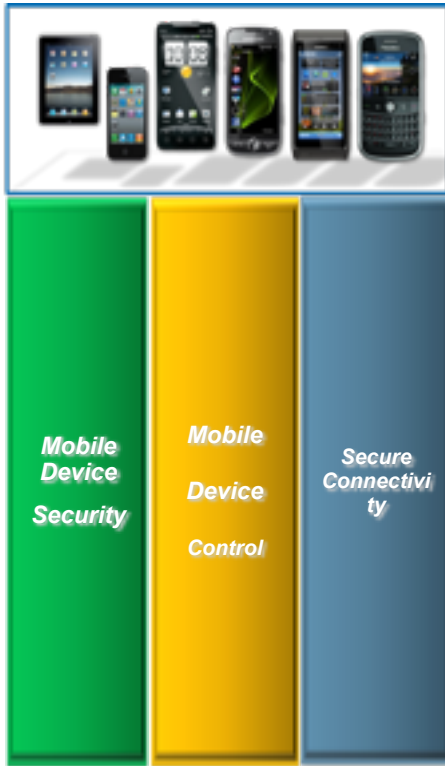 Mobile
Device
Security
Mobile
Device
Control
Secure
Connectivi
ty